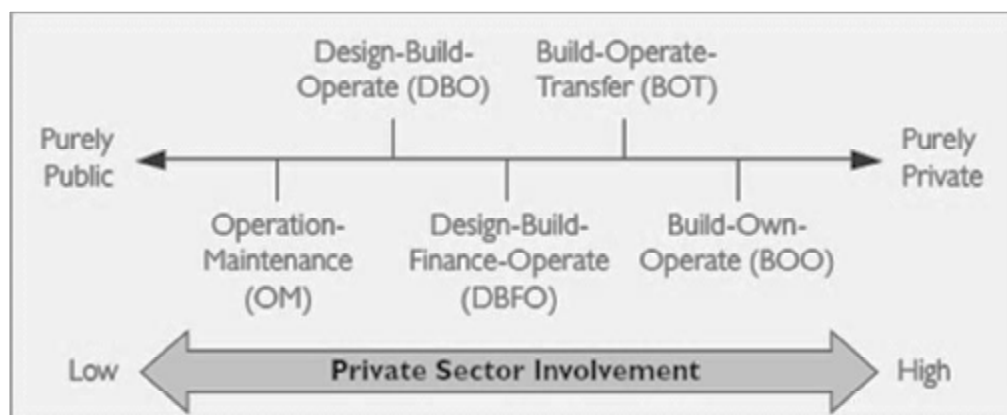 Design-Build-
Operate (DBO)
Build-Operate-
Transfer (BOT)
Purely
Public
Purely
Private
Operation-
Maintenance
(OM)
Design-Build-
Finance-Operate
(DBFO)
Build-Own-
Operate (BOO)
Low
Private Sector Involvement
High